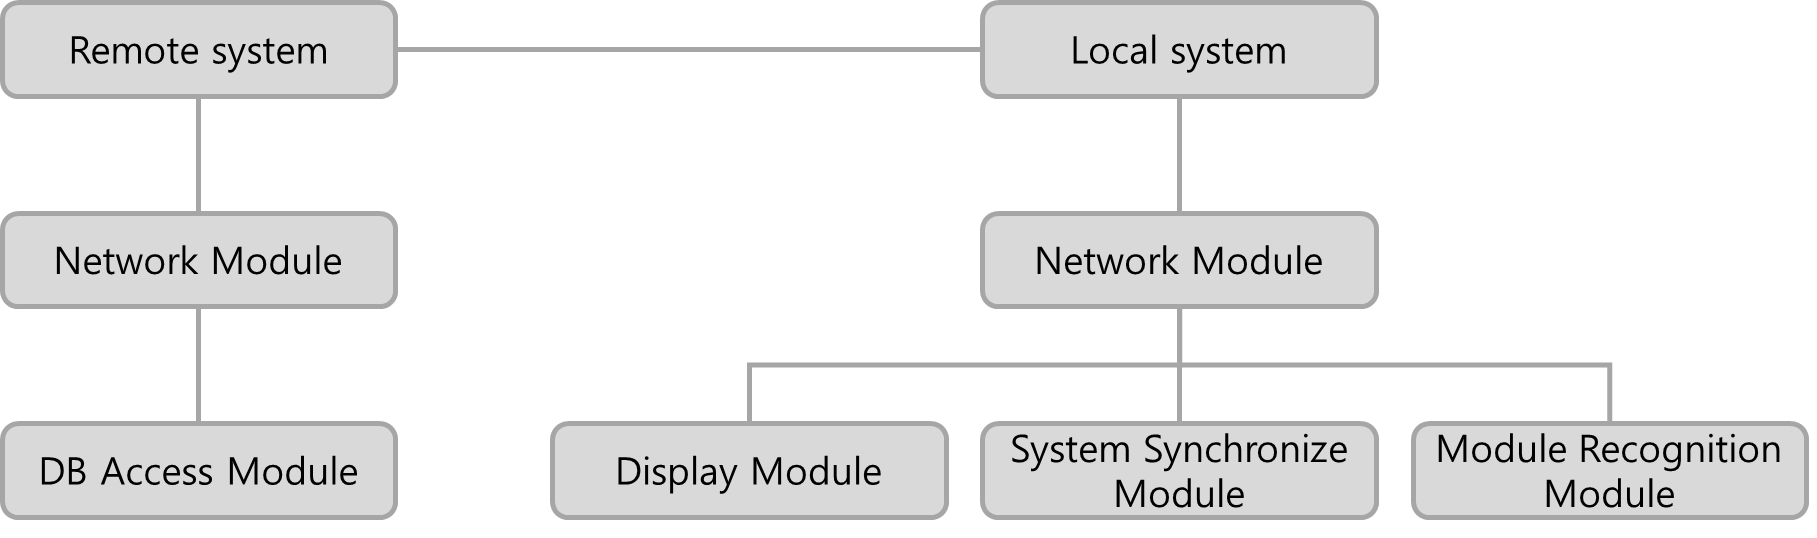 Remote system
Local system
Network Module
Network Module
DB Access Module
Display Module
System Synchronize
Module
Module Recognition
Module